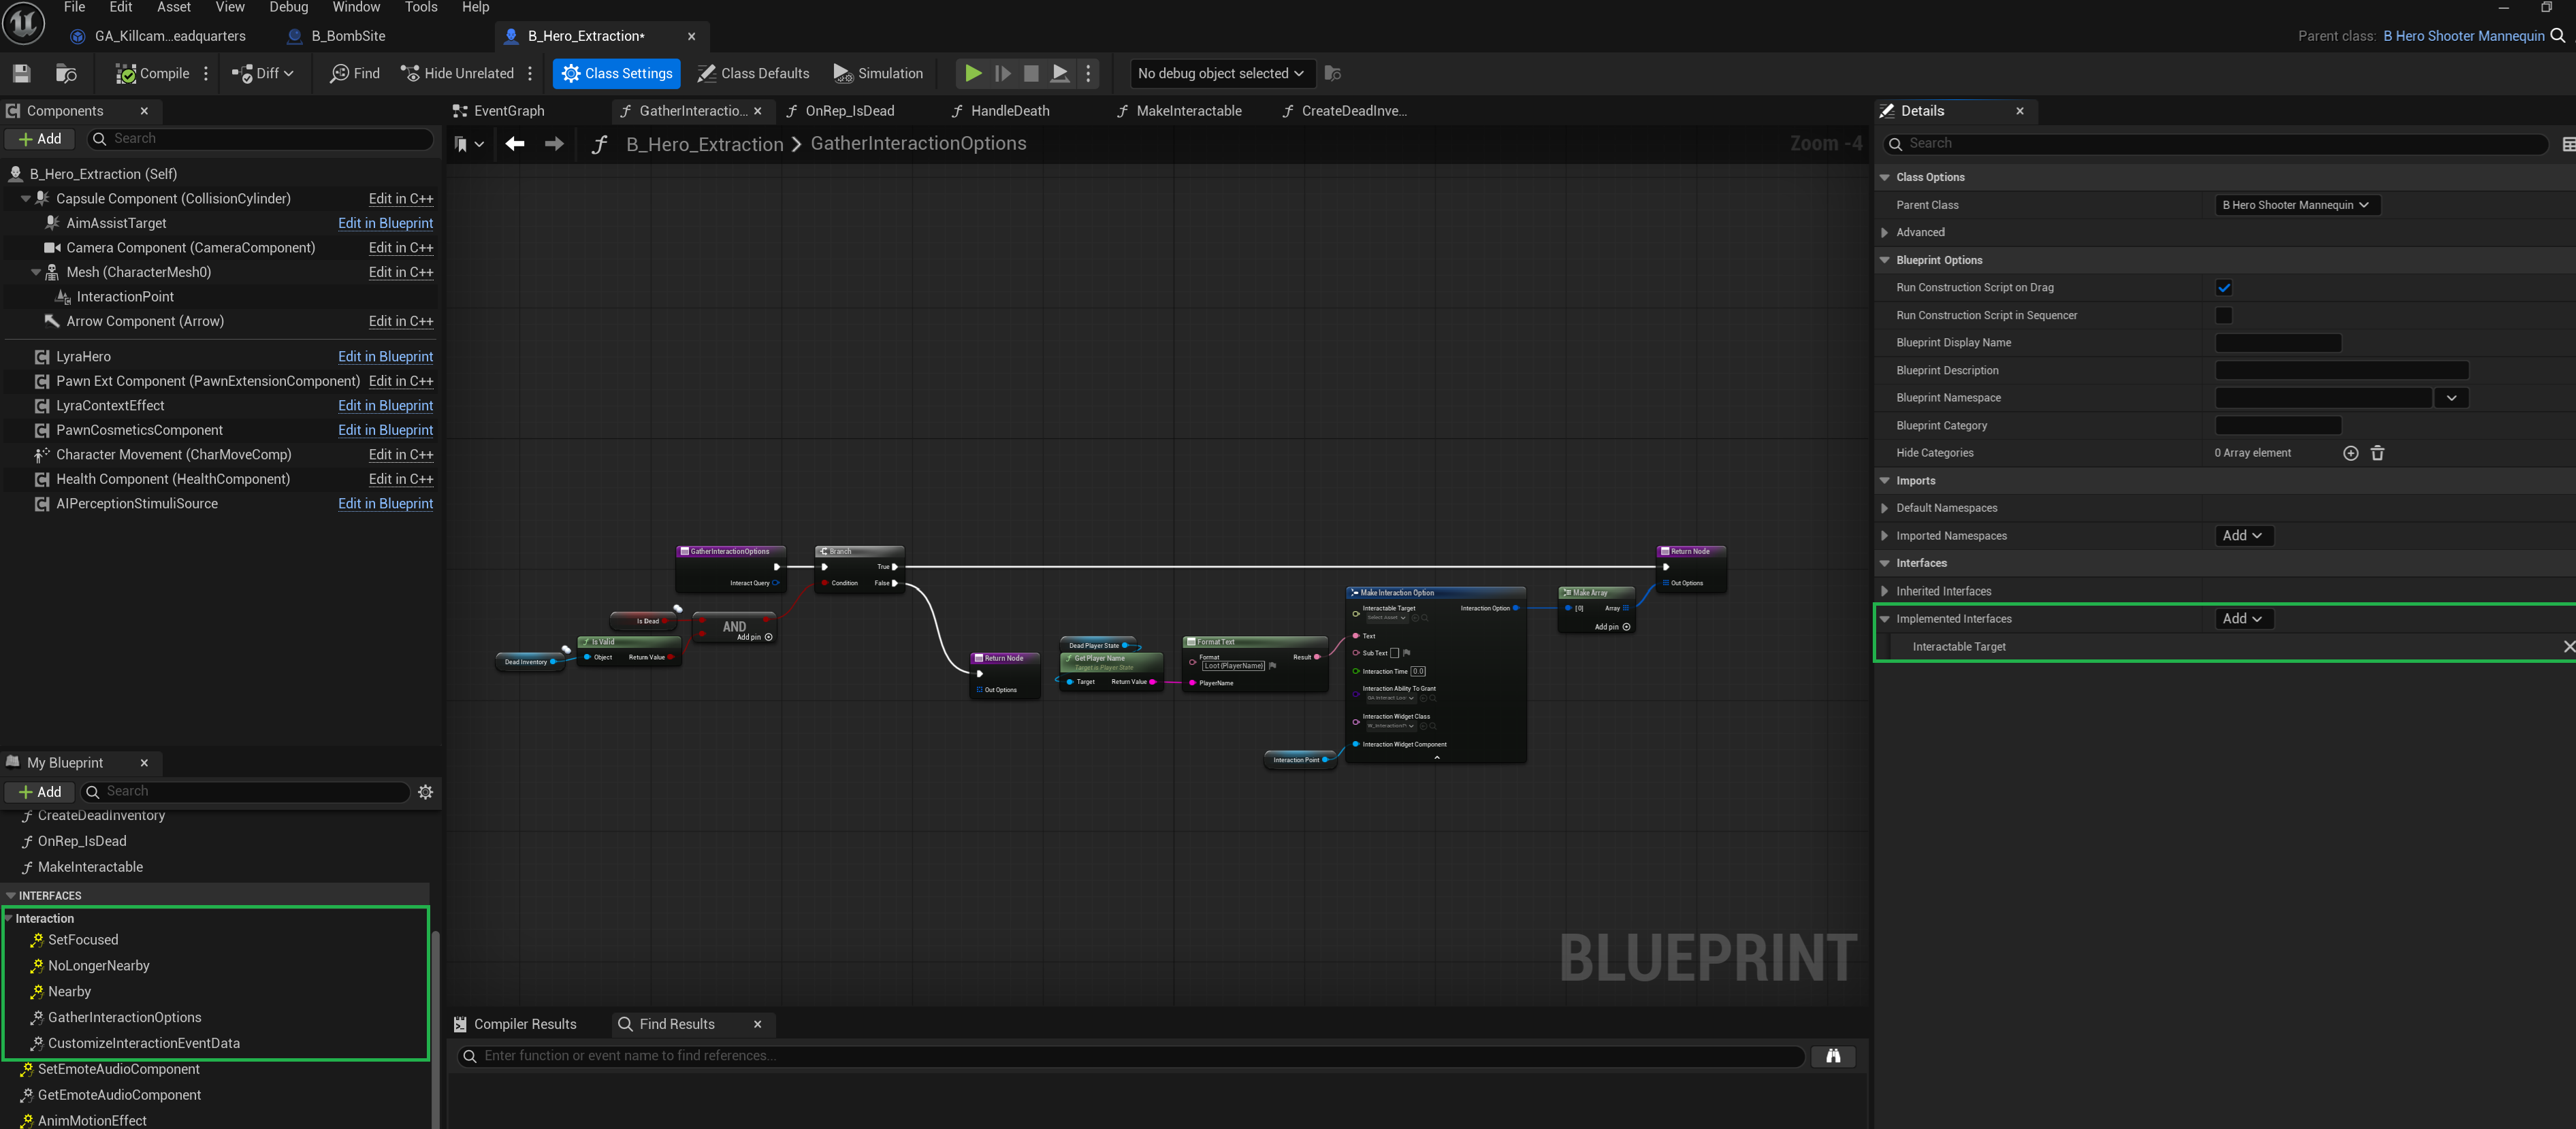 File Edit Asset View Debug Window Tools Help
GA_Killcam...eadquarters B_BombSite B_Hero_Extraction* Parent class: B Hero Shooter Mannequin
Compile Diff Find Hide Unrelated Class Settings Class Defaults Simulation No debug object selected
Components
Add Search
B_Hero_Extraction (Self)
Capsule Component (CollisionCylinder) Edit in C++
AimAssistTarget Edit in Blueprint
Camera Component (CameraComponent) Edit in C++
Mesh (CharacterMesh0) Edit in C++
InteractionPoint
Arrow Component (Arrow) Edit in C++
LyraHero Edit in Blueprint
Pawn Ext Component (PawnExtensionComponent) Edit in C++
LyraContextEffect Edit in Blueprint
PawnCosmeticsComponent Edit in Blueprint
Character Movement (CharMoveComp) Edit in C++
Health Component (HealthComponent) Edit in C++
AIPerceptionStimuliSource Edit in Blueprint
My Blueprint
Add Search
CreateDeadInventory
OnRep_IsDead
MakeInteractable
INTERFACES
Interaction
SetFocused
NoLongerNearby
Nearby
GatherInteractionOptions
CustomizeInteractionEventData
SetEmoteAudioComponent
GetEmoteAudioComponent
AnimMotionEffect
EventGraph GatherInteractio... OnRep_IsDead HandleDeath MakeInteractable CreateDeadInve...
B_Hero_Extraction > GatherInteractionOptions Zoom -4
GatherInteractionOptions
Interact Query
Branch
True
Condition False
Is Dead
AND
Add pin
Is Valid
Object Return Value
Dead Inventory
Return Node
Out Options
Dead Player State
Get Player Name
Target is Player State
Target Return Value
Format Text
Format Result
Loot {PlayerName}
PlayerName
Interaction Point
Make Interaction Option
Interactable Target Interaction Option
Select Asset
Text
Sub Text
Interaction Time 0.0
Interaction Ability To Grant
Interaction Widget Class
Interaction Widget Component
Make Array
[0] Array
Add pin
Return Node
Out Options
BLUEPRINT
Compiler Results Find Results
Enter function or event name to find references...
Details
Search
Class Options
Parent Class B Hero Shooter Mannequin
Advanced
Blueprint Options
Run Construction Script on Drag
Run Construction Script in Sequencer
Blueprint Display Name
Blueprint Description
Blueprint Namespace
Blueprint Category
Hide Categories 0 Array element
Imports
Default Namespaces
Imported Namespaces Add
Interfaces
Inherited Interfaces
Implemented Interfaces Add
Interactable Target